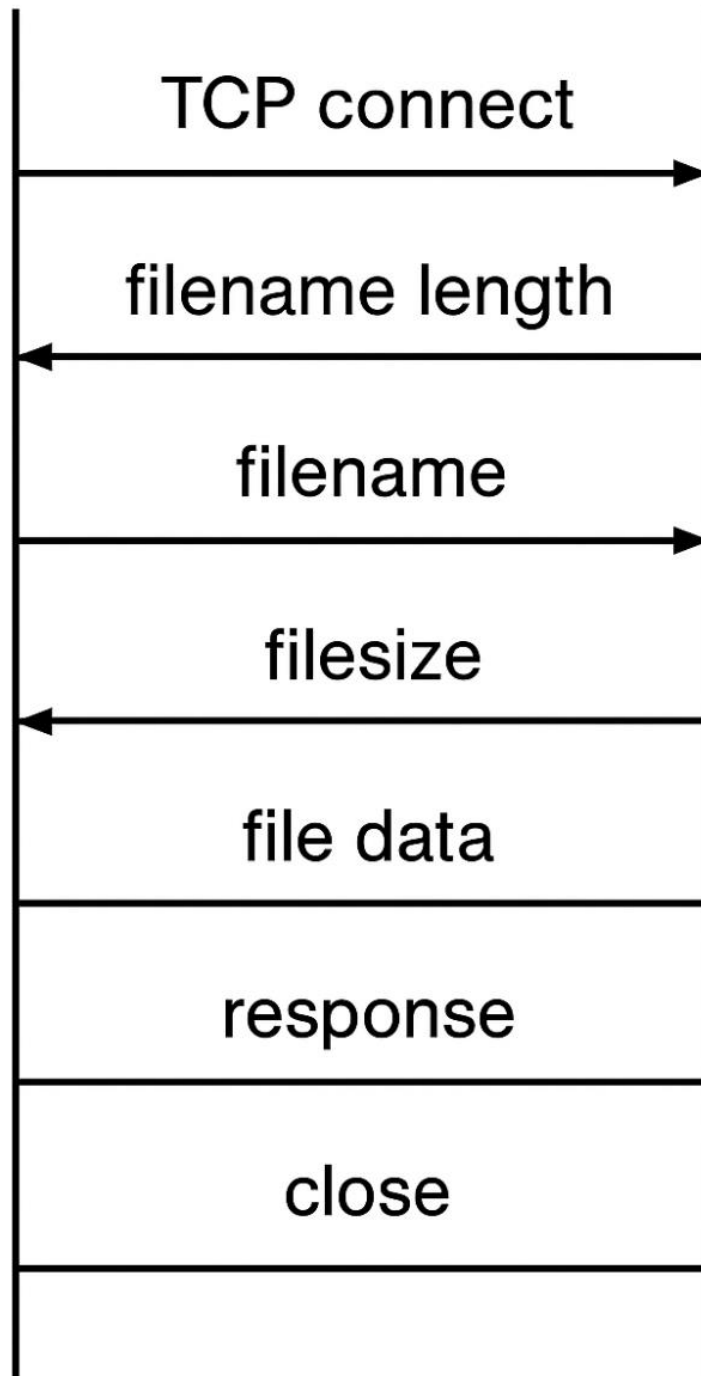 TCP connect
filename length
filename
filesize
file data
response
close